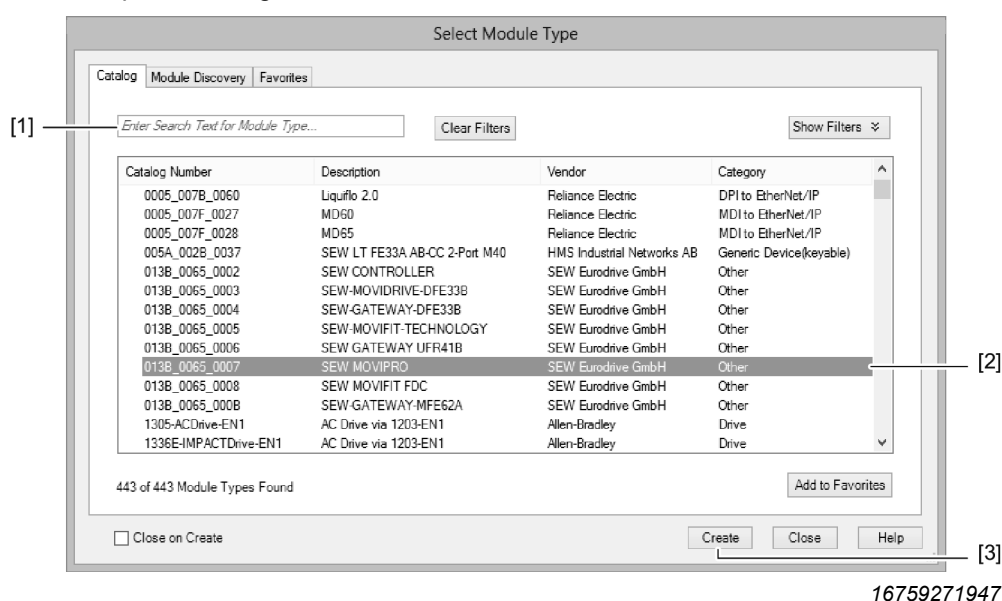 Select Module Type
Catalog Module Discovery Favorites
[1]
Enter Search Text for Module Type... Clear Filters Show Filters
Catalog Number Description Vendor Category
0005_007B_0060 Liquiflo 2.0 Reliance Electric DPI to EtherNet/IP
0005_007F_0027 MD60 Reliance Electric MDI to EtherNet/IP
0005_007F_0028 MD65 Reliance Electric MDI to EtherNet/IP
005A_002B_0037 SEW LT FE33A AB-CC 2-Port M40 HMS Industrial Networks AB Generic Device(keyable)
013B_0065_0002 SEW CONTROLLER SEW Eurodrive GmbH Other
013B_0065_0003 SEW-MOVIDRIVE-DFE33B SEW Eurodrive GmbH Other
013B_0065_0004 SEW-GATEWAY-DFE33B SEW Eurodrive GmbH Other
013B_0065_0005 SEW-MOVIFIT-TECHNOLOGY SEW Eurodrive GmbH Other
013B_0065_0006 SEW GATEWAY UFR41B SEW Eurodrive GmbH Other
013B_0065_0007 SEW MOVIPRO SEW Eurodrive GmbH Other [2]
013B_0065_0008 SEW MOVIFIT FDC SEW Eurodrive GmbH Other
013B_0065_000B SEW-GATEWAY-MFE62A SEW Eurodrive GmbH Other
1305-ACDrive-EN1 AC Drive via 1203-EN1 Allen-Bradley Drive
1336E-IMPACTDrive-EN1 AC Drive via 1203-EN1 Allen-Bradley Drive
443 of 443 Module Types Found Add to Favorites
Close on Create Create Close Help
[3]
16759271947